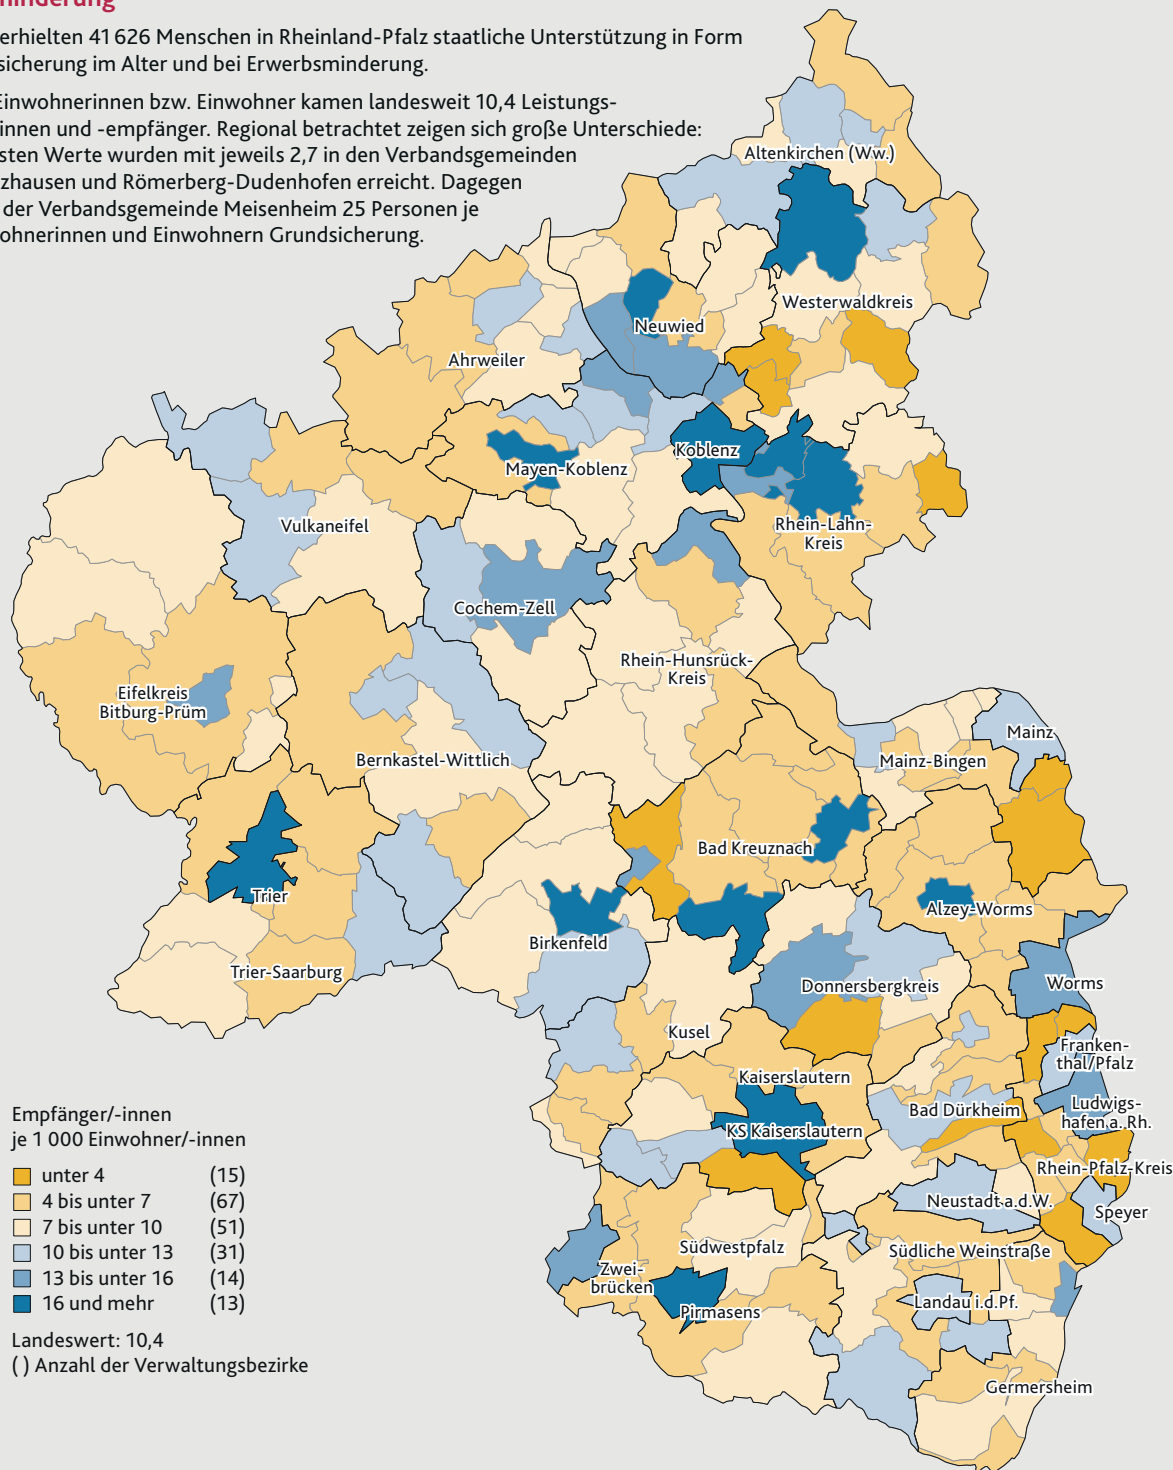 erhielten 41 626 Menschen in Rheinland-Pfalz staatliche Unterstützung in Form
sicherung im Alter und bei Erwerbsminderung.
Einwohnerinnen bzw. Einwohner kamen landesweit 10,4 Leistungs-
innen und -empfänger. Regional betrachtet zeigen sich große Unterschiede:
sten Werte wurden mit jeweils 2,7 in den Verbandsgemeinden
zhausen und Römerberg-Dudenhofen erreicht. Dagegen
der Verbandsgemeinde Meisenheim 25 Personen je
ohnerinnen und Einwohnern Grundsicherung.
Altenkirchen (Ww.)
Westerwaldkreis
Neuwied
Ahrweiler
Koblenz
Mayen-Koblenz
Vulkaneifel
Rhein-Lahn-
Kreis
Cochem-Zell
Rhein-Hunsrück-
Kreis
Eifelkreis
Bitburg-Prüm
Mainz
Bernkastel-Wittlich
Mainz-Bingen
Bad Kreuznach
Trier
Alzey-Worms
Birkenfeld
Trier-Saarburg
Donnersbergkreis
Worms
Kusel
Franken-
thal/Pfalz
Kaiserslautern
Ludwigs-
hafen a. Rh.
Bad Dürkheim
KS Kaiserslautern
Rhein-Pfalz-Kreis
Neustadt a.d.W.
Speyer
Südwestpfalz
Südliche Weinstraße
Zwei-
brücken
Landau i.d.Pf.
Pirmasens
Germersheim
Empfänger/-innen
je 1 000 Einwohner/-innen
unter 4 (15)
4 bis unter 7 (67)
7 bis unter 10 (51)
10 bis unter 13 (31)
13 bis unter 16 (14)
16 und mehr (13)
Landeswert: 10,4
( ) Anzahl der Verwaltungsbezirke